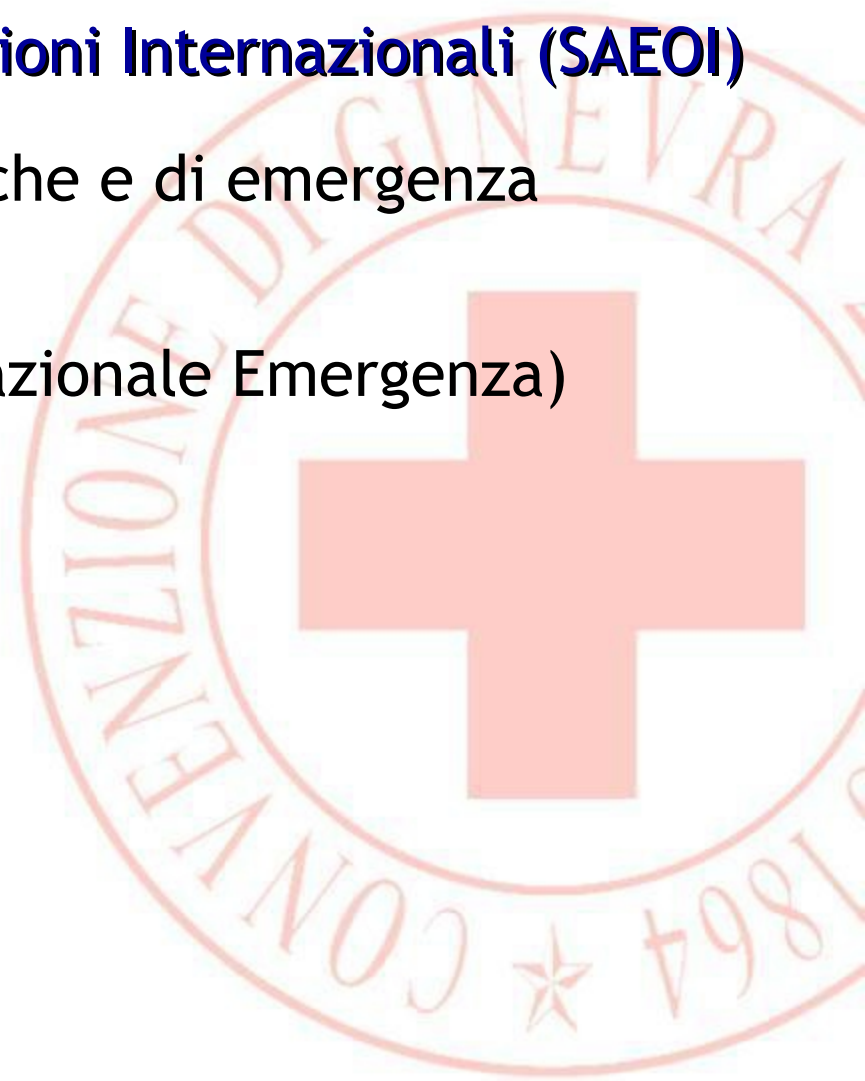 ioni Internazionali (SAEOI)
che e di emergenza
azionale Emergenza)
CONVENZIONE DI GINEVRA
1864